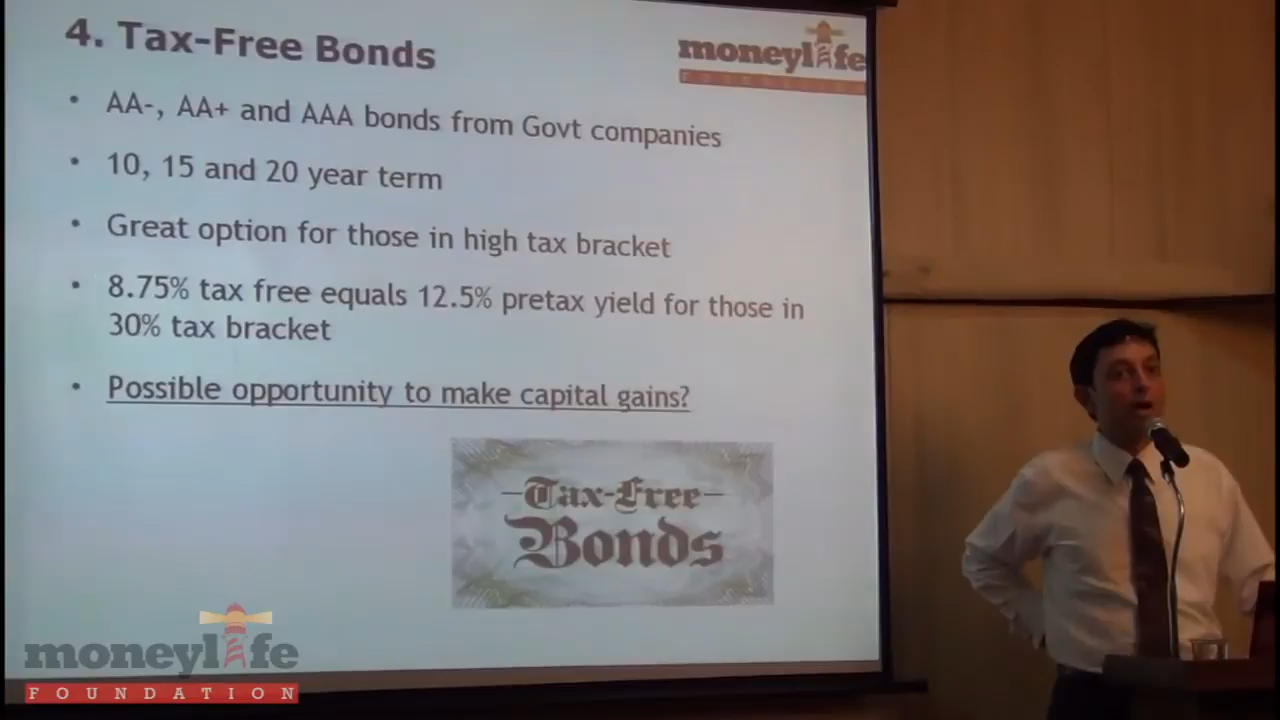 4. Tax-Free Bonds
moneylife
FOUNDATION
• AA-, AA+ and AAA bonds from Govt companies
• 10, 15 and 20 year term
• Great option for those in high tax bracket
• 8.75% tax free equals 12.5% pretax yield for those in
30% tax bracket
• Possible opportunity to make capital gains?
-Tax-Free-
Bonds
moneylife
FOUNDATION